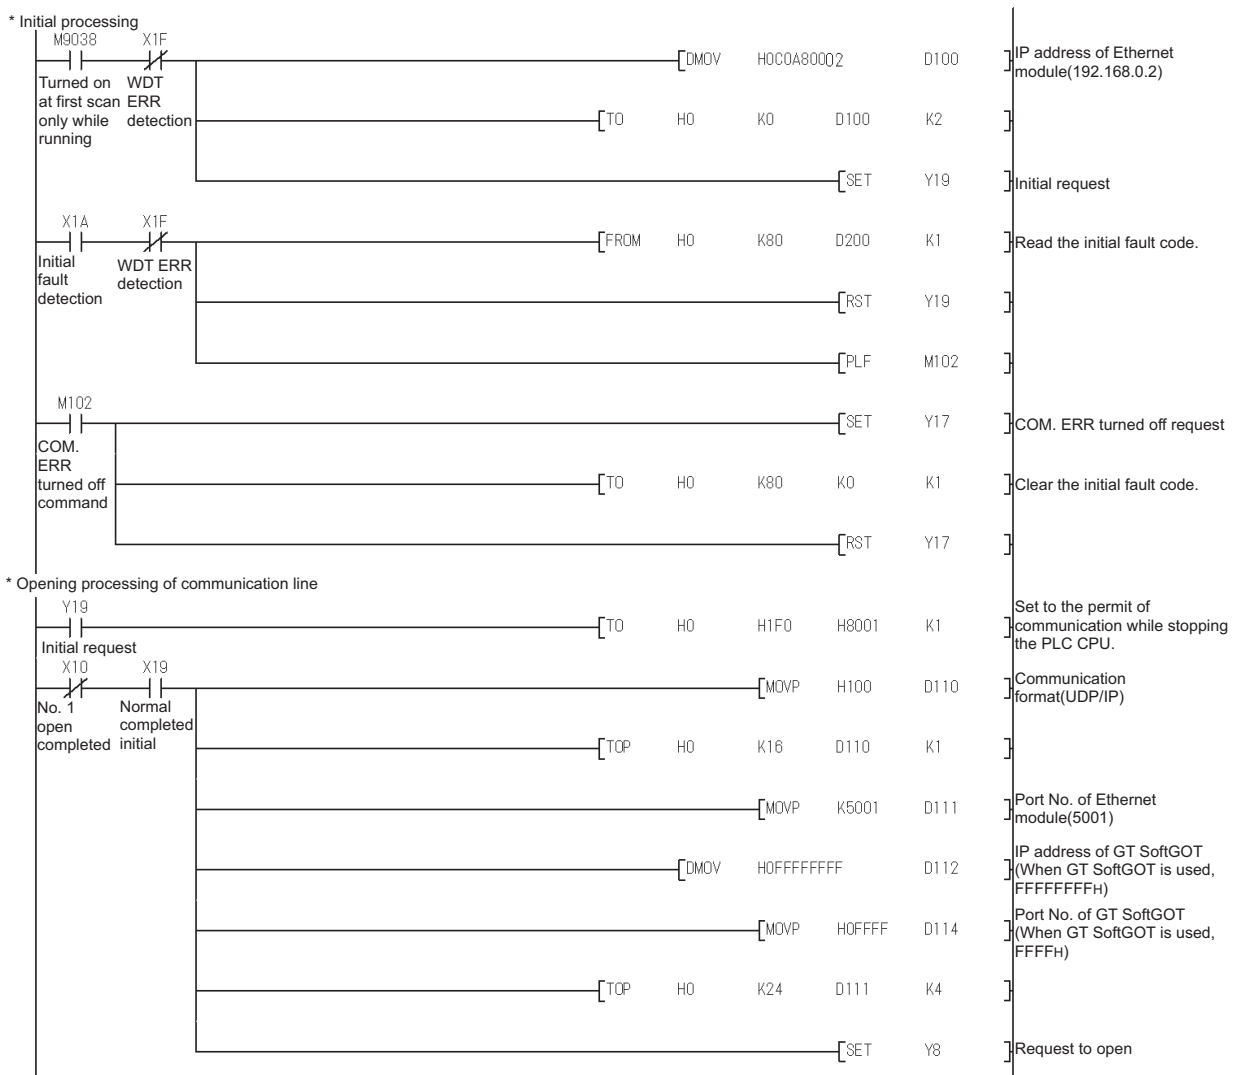 * Initial processing
M9038 X1F
DMOV H0C0A80002 D100
IP address of Ethernet
module(192.168.0.2)
Turned on
at first scan
only while
running
WDT
ERR
detection
TO H0 K0 D100 K2
SET Y19
Initial request
X1A X1F
FROM H0 K80 D200 K1
Read the initial fault code.
Initial
fault
detection
WDT ERR
detection
RST Y19
PLF M102
M102
SET Y17
COM. ERR turned off request
COM.
ERR
turned off
command
TO H0 K80 K0 K1
Clear the initial fault code.
RST Y17
* Opening processing of communication line
Y19
TO H0 H1F0 H8001 K1
Set to the permit of
communication while stopping
the PLC CPU.
Initial request
X10 X19
MOVP H100 D110
Communication
format(UDP/IP)
No. 1
open
completed
Normal
completed
initial
TOP H0 K16 D110 K1
MOVP K5001 D111
Port No. of Ethernet
module(5001)
DMOV H0FFFFFFFF D112
IP address of GT SoftGOT
(When GT SoftGOT is used,
FFFFFFFFH)
MOVP H0FFFF D114
Port No. of GT SoftGOT
(When GT SoftGOT is used,
FFFFH)
TOP H0 K24 D111 K4
SET Y8
Request to open